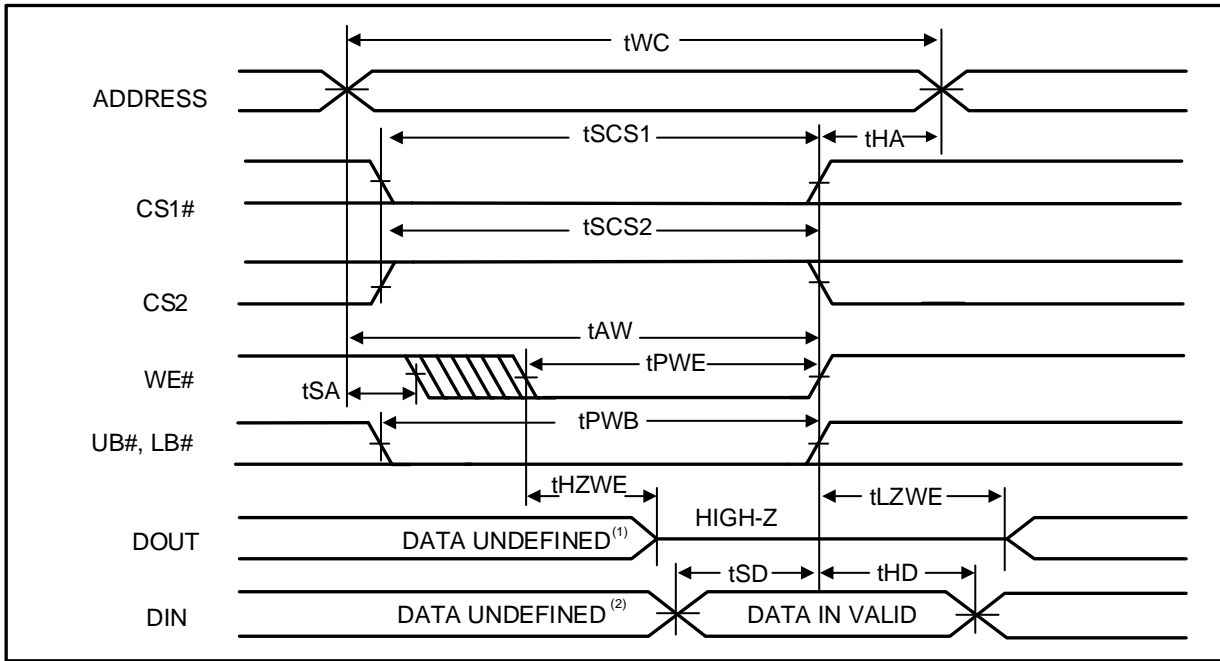 tWC
ADDRESS
tSCS1
tHA
CS1#
tSCS2
CS2
tAW
WE#
tPWE
tSA
tPWB
UB#, LB#
tHZWE
tLZWE
HIGH-Z
DOUT
DATA UNDEFINED(1)
tSD
tHD
DIN
DATA UNDEFINED(2)
DATA IN VALID